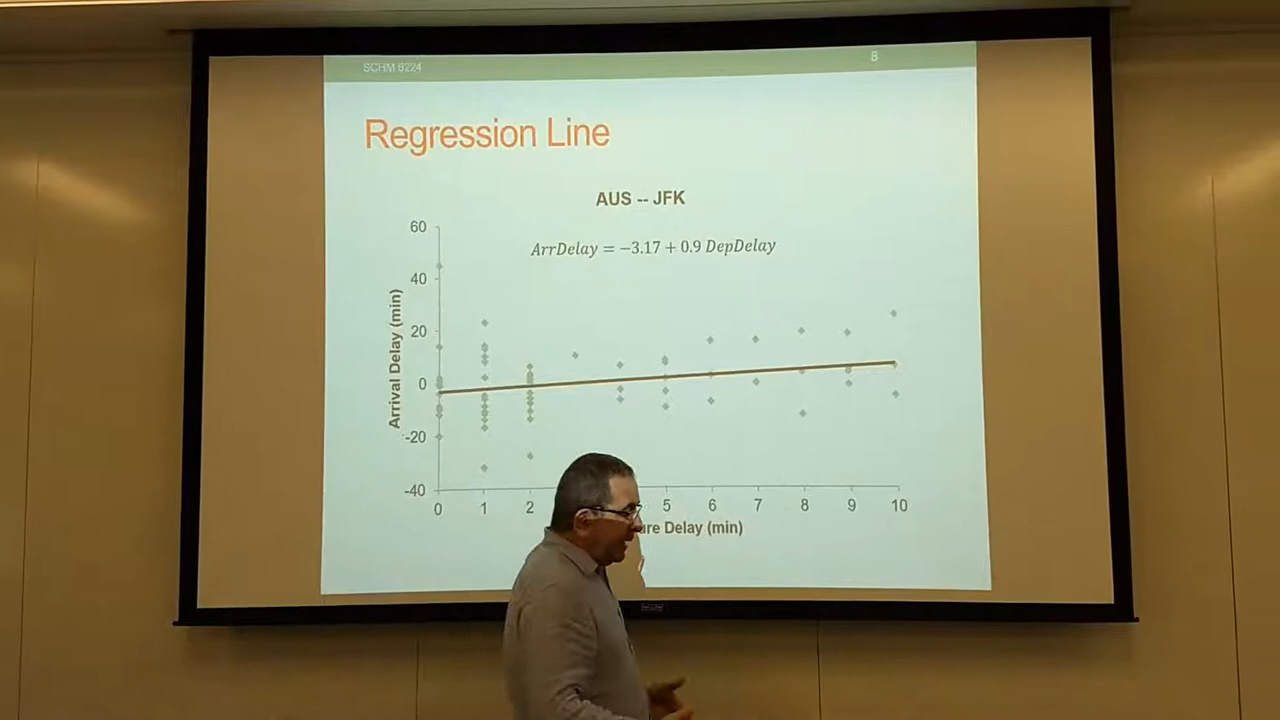 SCHM 6224
8
Regression Line
AUS -- JFK
ArrDelay = −3.17 + 0.9 DepDelay
Arrival Delay (min)
60
40
20
0
-20
-40
0 1 2 5 6 7 8 9 10
ure Delay (min)